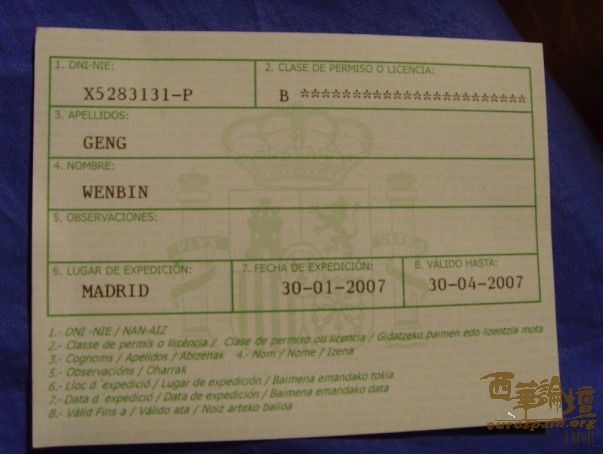 1. DNI-NIE:
X5283131-P
2. CLASE DE PERMISO O LICENCIA:
B **********************
3. APELLIDOS:
GENG
4. NOMBRE:
WENBIN
5. OBSERVACIONES:
6. LUGAR DE EXPEDICIÓN:
MADRID
7. FECHA DE EXPEDICIÓN:
30-01-2007
8. VÁLIDO HASTA:
30-04-2007
1.- DNI -NIE / NAN-AIZ
2.- Classe de permís o llicència / Clase de permiso ou licencia / Gidatzeko baimen edo lizentzia mota
3.- Cognoms / Apelidos / Abizenak 4.- Nom / Nome / Izena
5.- Observacións / Oharrak
6.- Lloc d´expedició / Lugar de expedición / Baimena emandako tokia
7.- Data d´expedició / Data de expedición / Baimena emandako data
8.- Vàlid Fins a / Válido ata / Noiz arteko balioa
西華論壇
eurospain.org